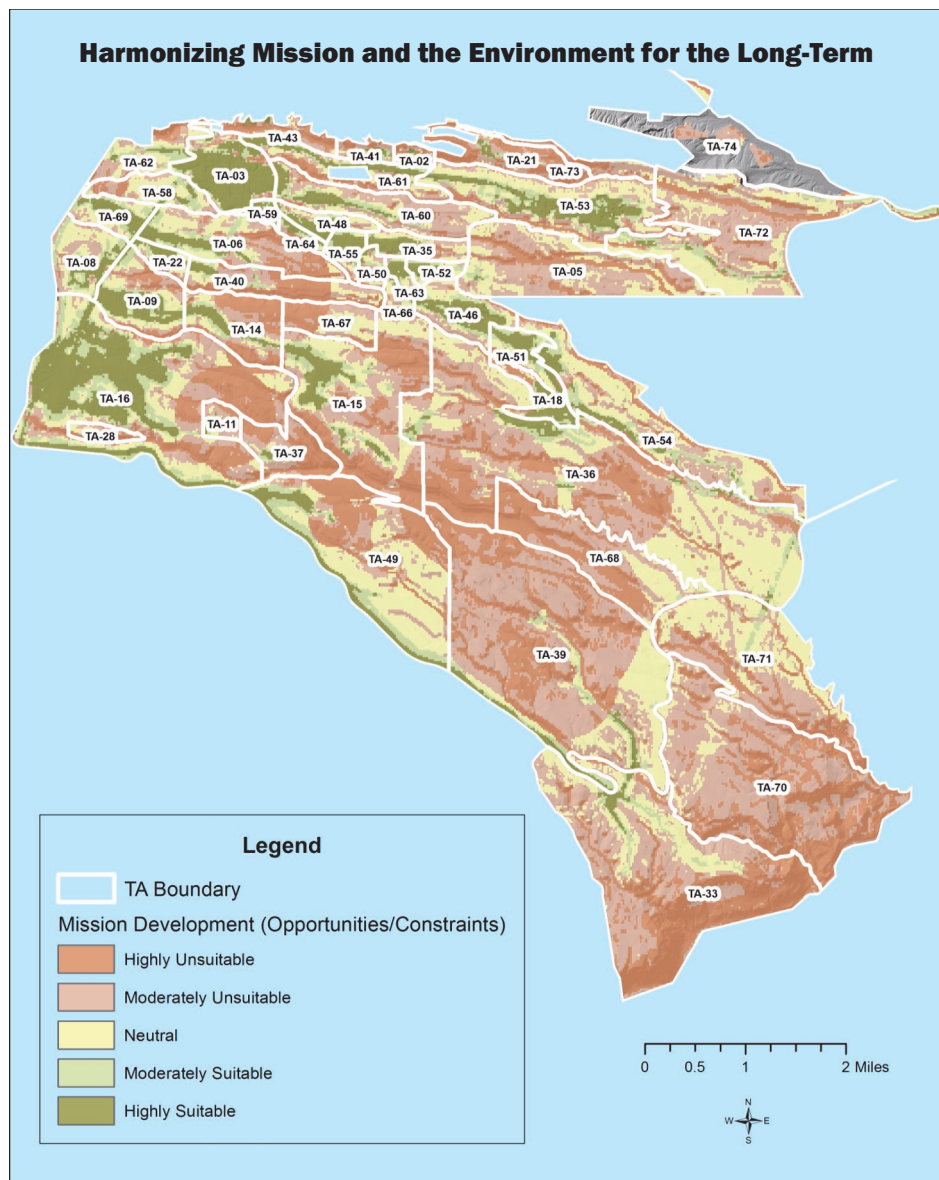 Harmonizing Mission and the Environment for the Long-Term
TA-74
TA-43
TA-41
TA-02
TA-21
TA-62
TA-73
TA-03
TA-61
TA-58
TA-53
TA-59
TA-60
TA-69
TA-48
TA-72
TA-06
TA-64
TA-55
TA-35
TA-08
TA-22
TA-50
TA-52
TA-05
TA-40
TA-63
TA-09
TA-66
TA-46
TA-14
TA-67
TA-51
TA-16
TA-15
TA-18
TA-11
TA-28
TA-54
TA-37
TA-36
TA-49
TA-68
TA-39
TA-71
TA-70
TA-33
Legend
TA Boundary
Mission Development (Opportunities/Constraints)
Highly Unsuitable
Moderately Unsuitable
Neutral
Moderately Suitable
Highly Suitable
0 0.5 1 2 Miles
N
W E
S